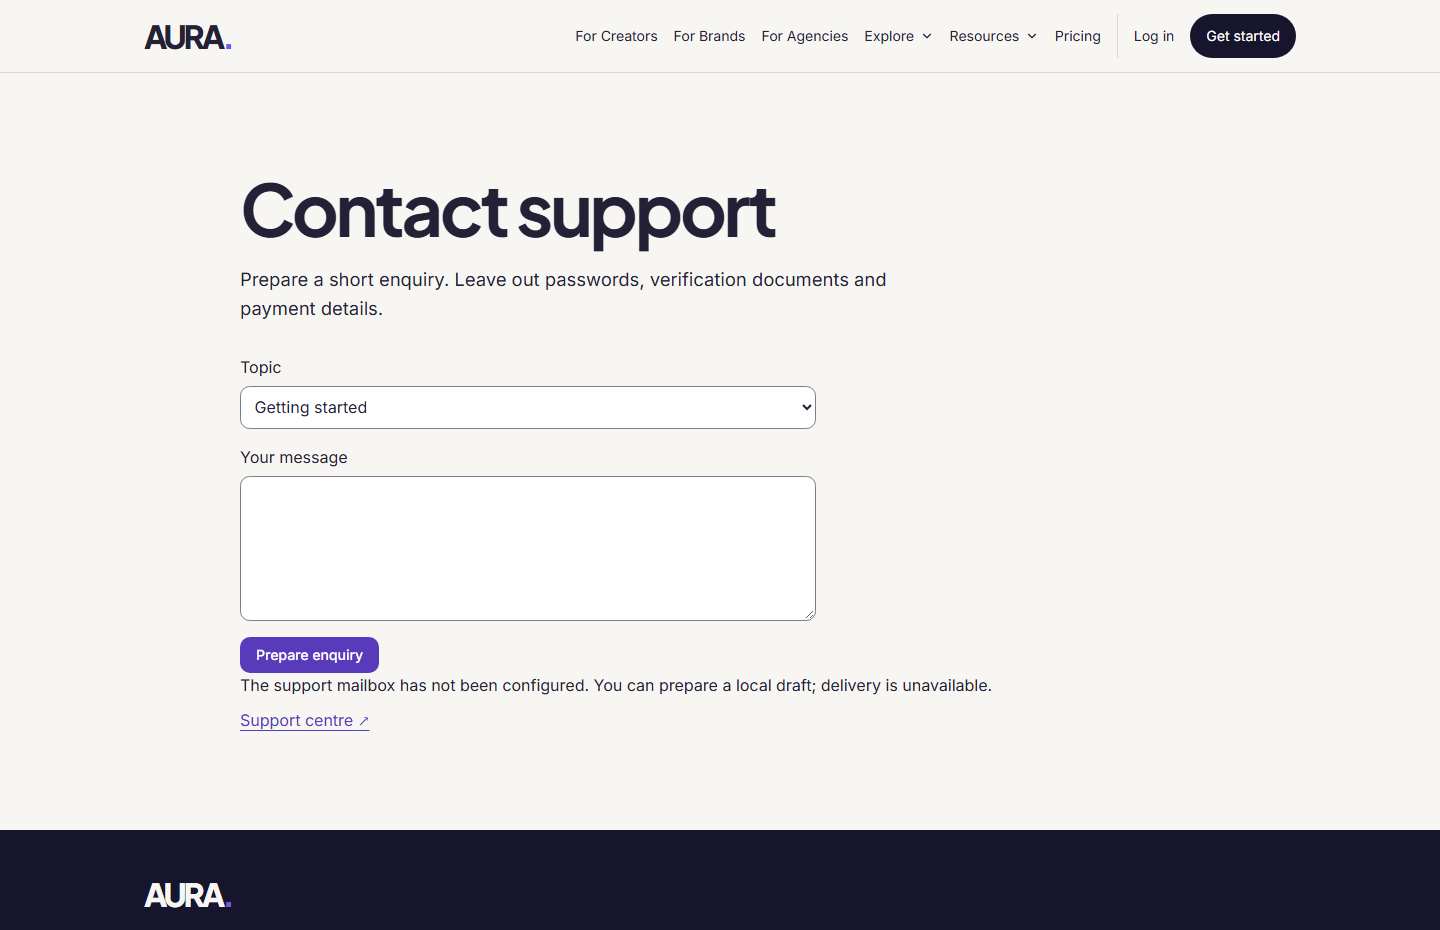 AURA.
For Creators For Brands For Agencies Explore Resources Pricing Log in Get started
Contact support
Prepare a short enquiry. Leave out passwords, verification documents and
payment details.
Topic
Getting started
Your message
Prepare enquiry
The support mailbox has not been configured. You can prepare a local draft; delivery is unavailable.
Support centre ↗
AURA.